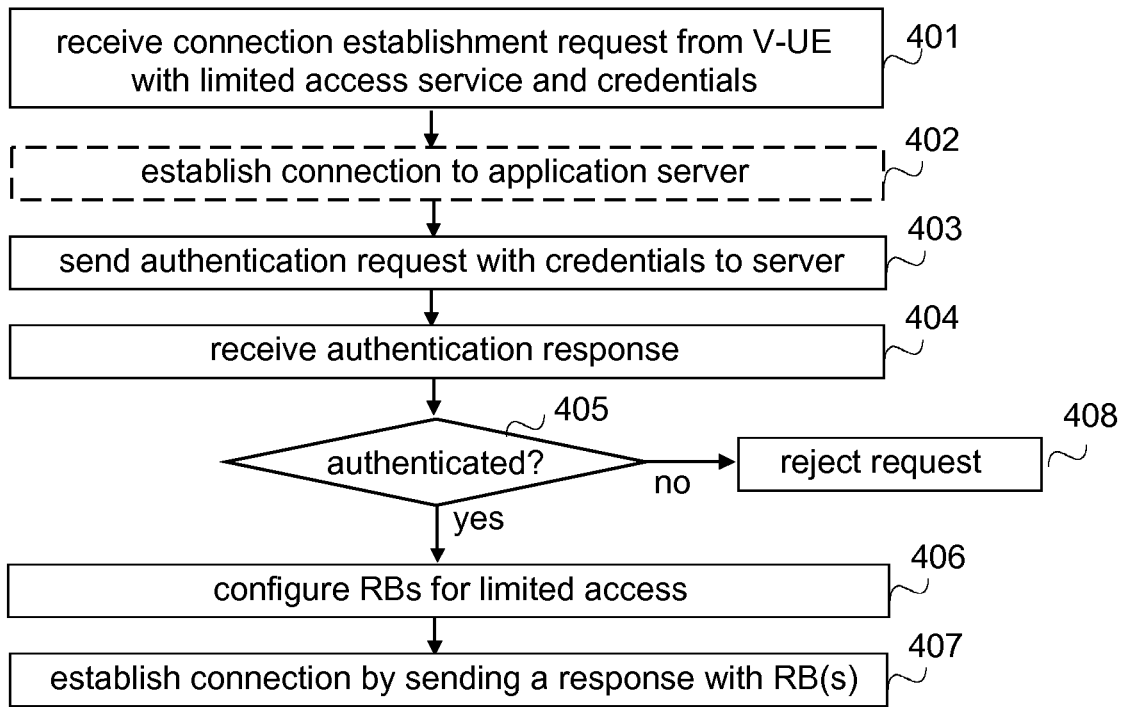 receive connection establishment request from V-UE
with limited access service and credentials
401
establish connection to application server
402
send authentication request with credentials to server
403
receive authentication response
404
authenticated?
405
no
reject request
408
yes
configure RBs for limited access
406
establish connection by sending a response with RB(s)
407